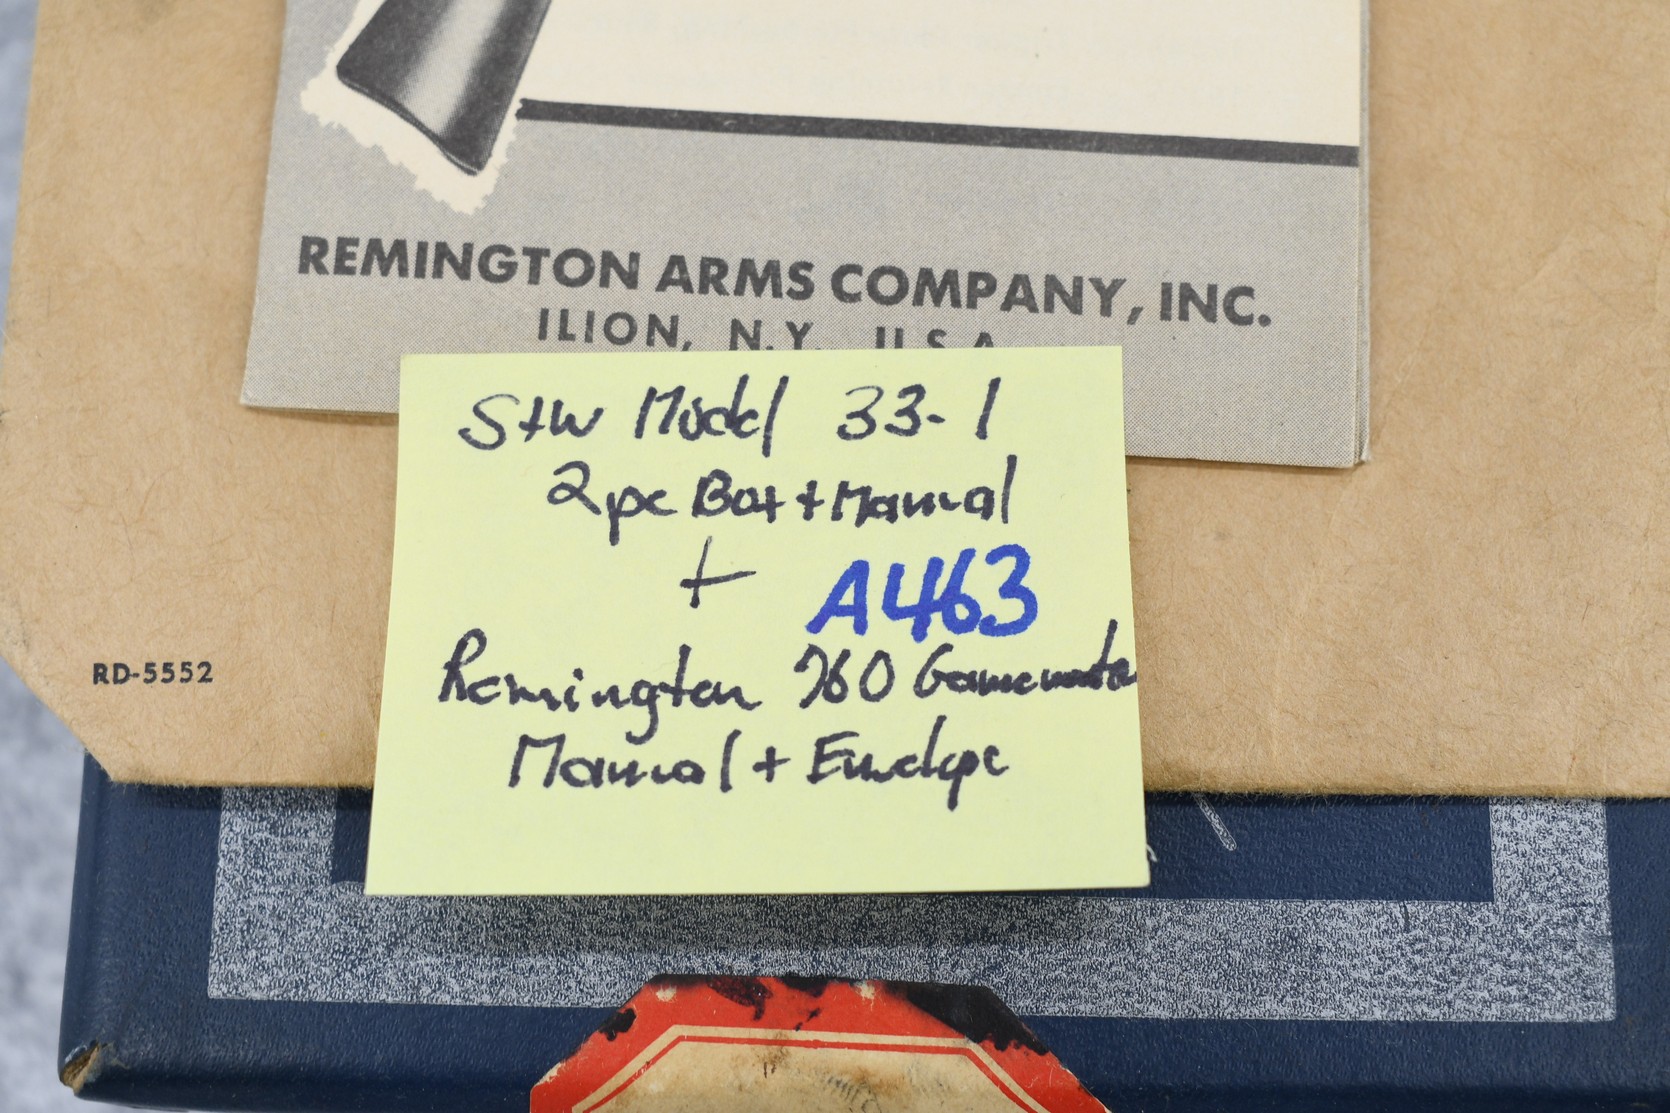 REMINGTON ARMS COMPANY, INC.
ILION, N.Y. U.S.A.
S+W Model 33-1
2pc Box + Manual
+
A463
Remington 760 Gamemaster
Manual + Envelope
RD-5552